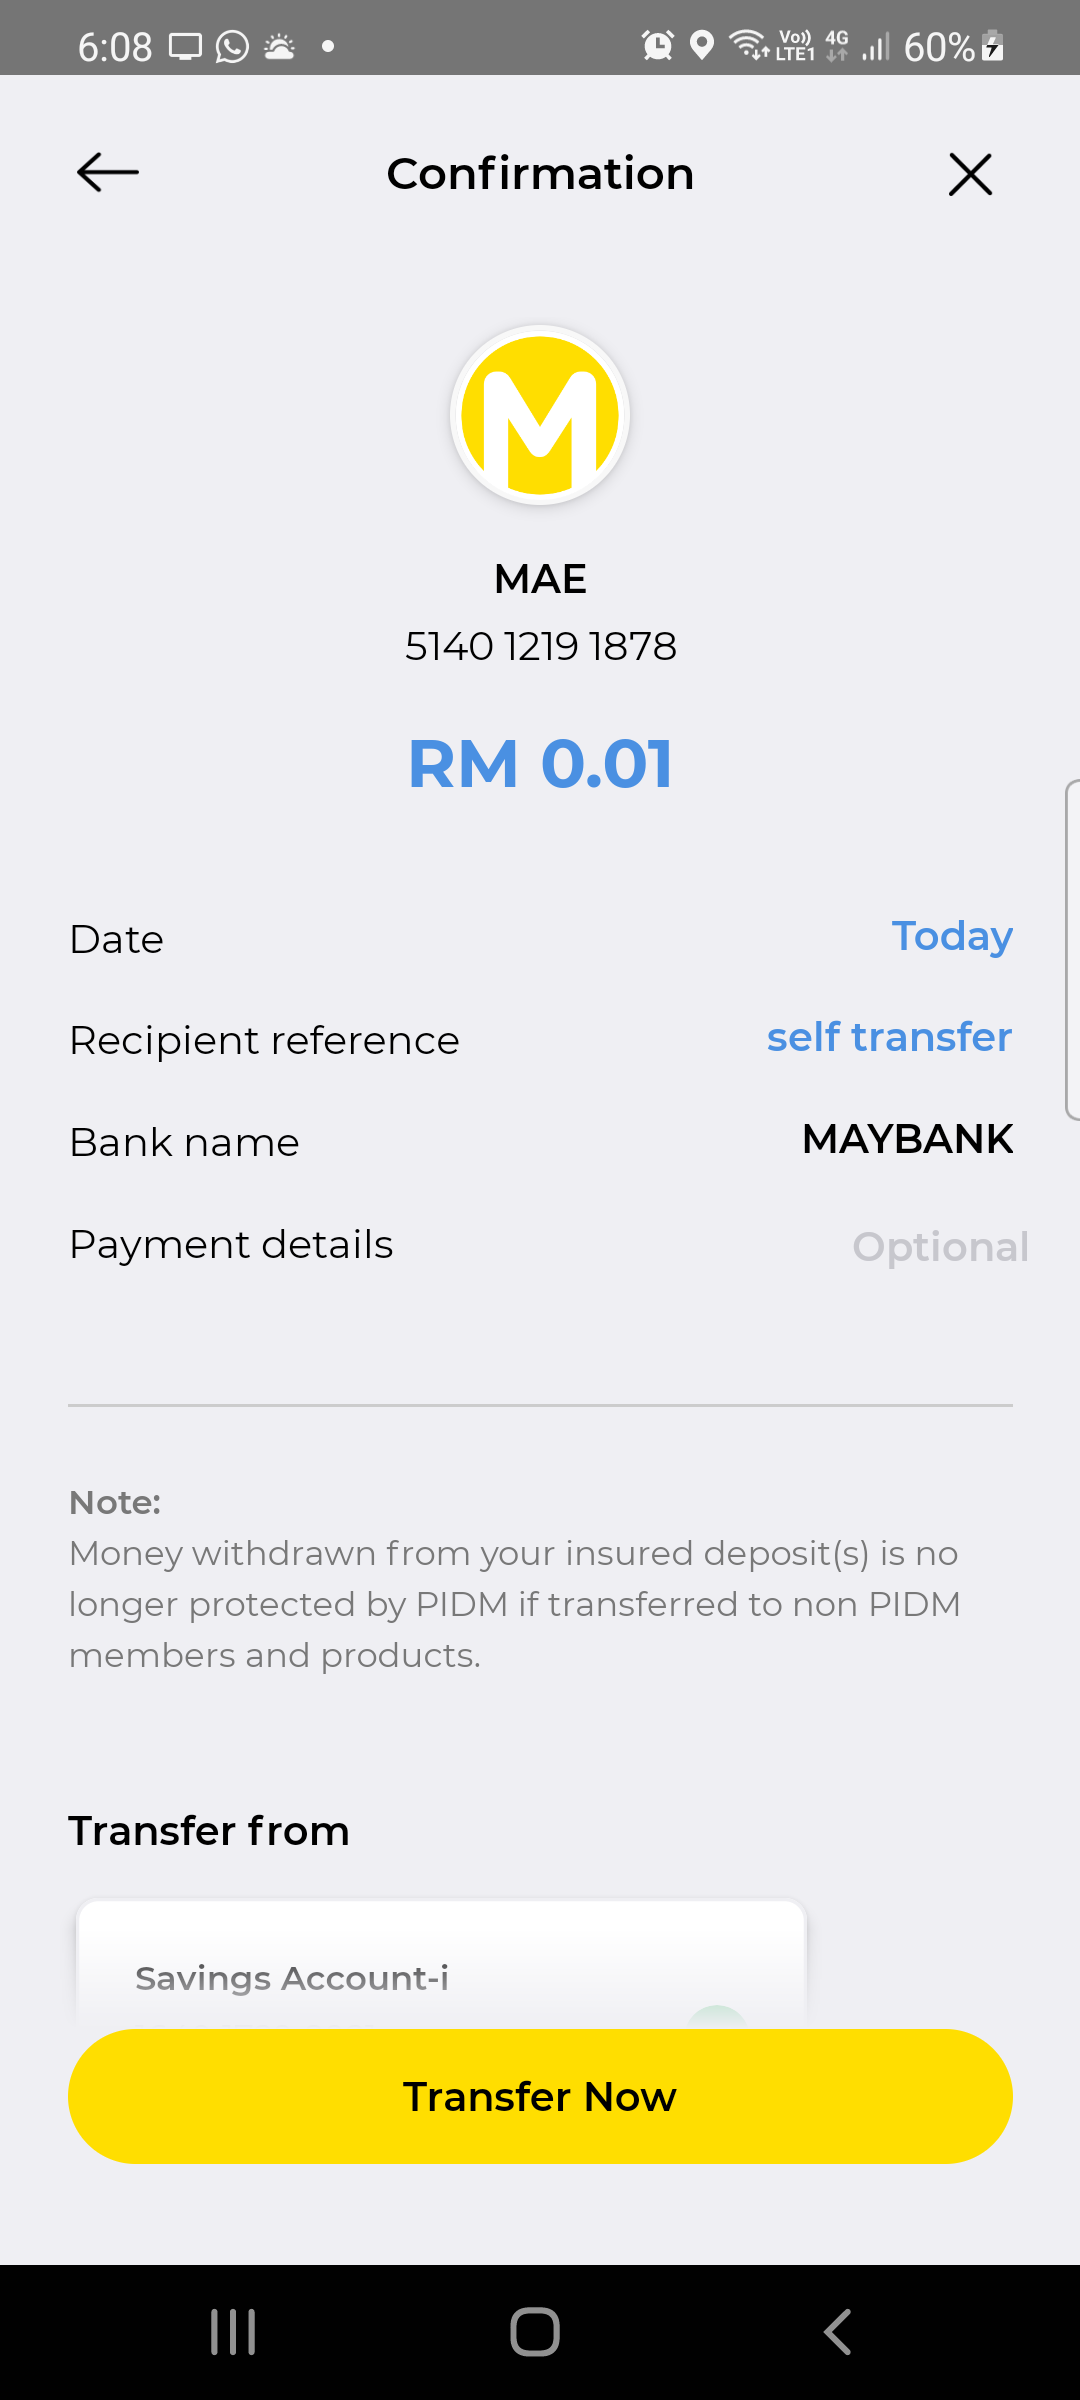 6:08
Vo)) LTE1 4G 60%
Confirmation
M
MAE
5140 1219 1878
RM 0.01
Date Today
Recipient reference self transfer
Bank name MAYBANK
Payment details Optional
Note:
Money withdrawn from your insured deposit(s) is no
longer protected by PIDM if transferred to non PIDM
members and products.
Transfer from
Savings Account-i
Transfer Now